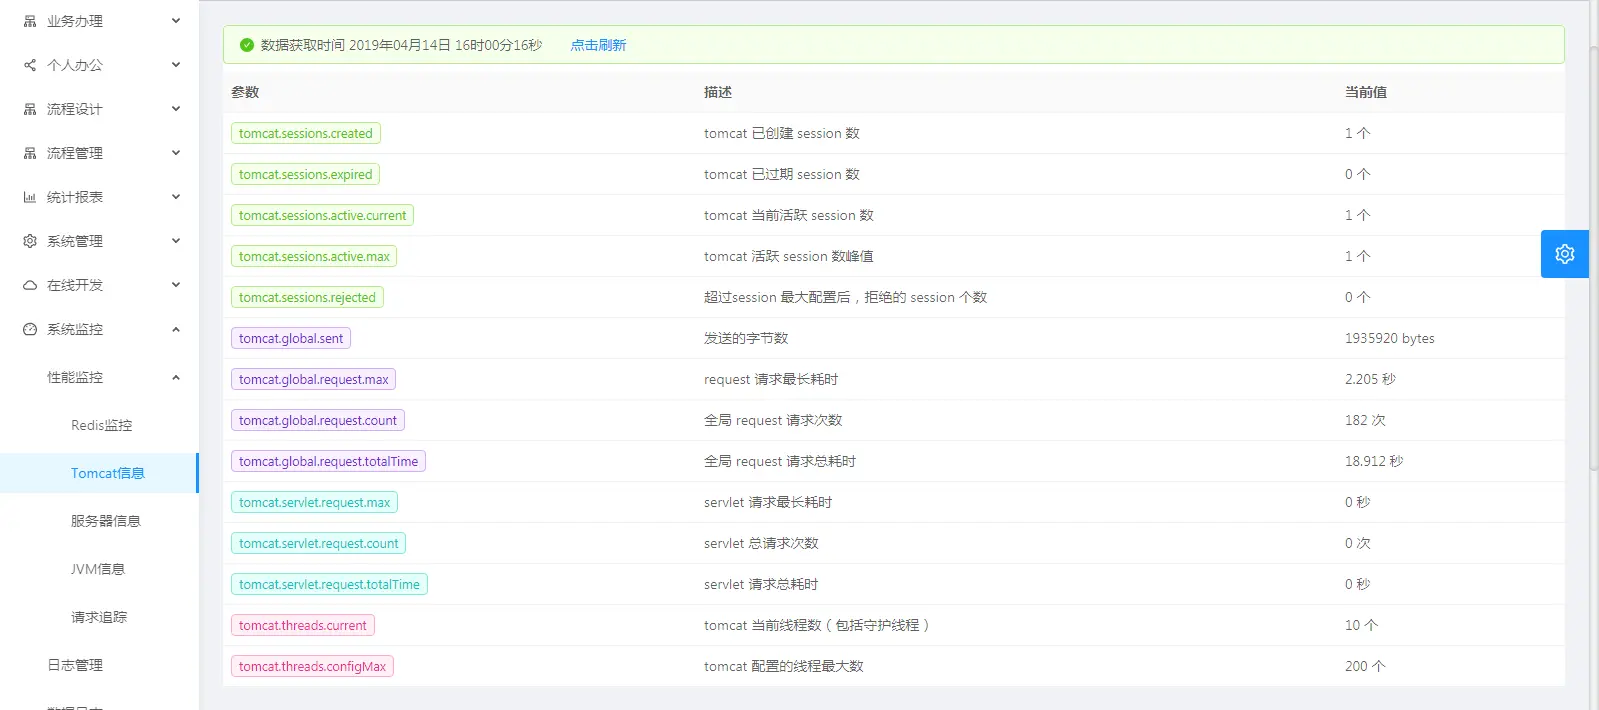 业务办理
个人办公
流程设计
流程管理
统计报表
系统管理
在线开发
系统监控
性能监控
Redis监控
Tomcat信息
服务器信息
JVM信息
请求追踪
日志管理
数据获取时间 2019年04月14日 16时00分16秒 点击刷新
参数 描述 当前值
tomcat.sessions.created tomcat 已创建 session 数 1 个
tomcat.sessions.expired tomcat 已过期 session 数 0 个
tomcat.sessions.active.current tomcat 当前活跃 session 数 1 个
tomcat.sessions.active.max tomcat 活跃 session 数峰值 1 个
tomcat.sessions.rejected 超过session 最大配置后，拒绝的 session 个数 0 个
tomcat.global.sent 发送的字节数 1935920 bytes
tomcat.global.request.max request 请求最长耗时 2.205 秒
tomcat.global.request.count 全局 request 请求次数 182 次
tomcat.global.request.totalTime 全局 request 请求总耗时 18.912 秒
tomcat.servlet.request.max servlet 请求最长耗时 0 秒
tomcat.servlet.request.count servlet 总请求次数 0 次
tomcat.servlet.request.totalTime servlet 请求总耗时 0 秒
tomcat.threads.current tomcat 当前线程数（包括守护线程） 10 个
tomcat.threads.configMax tomcat 配置的线程最大数 200 个